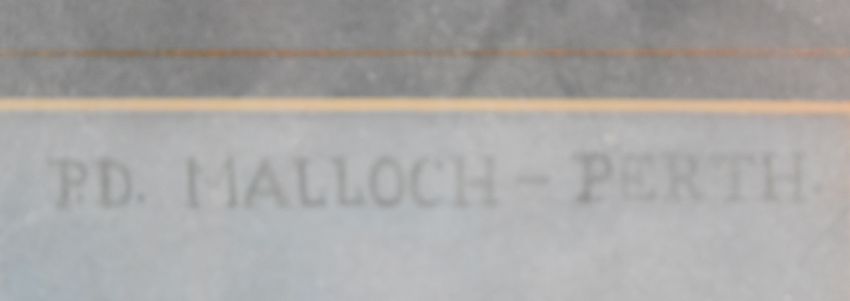 P.D. MALLOCH - PERTH.